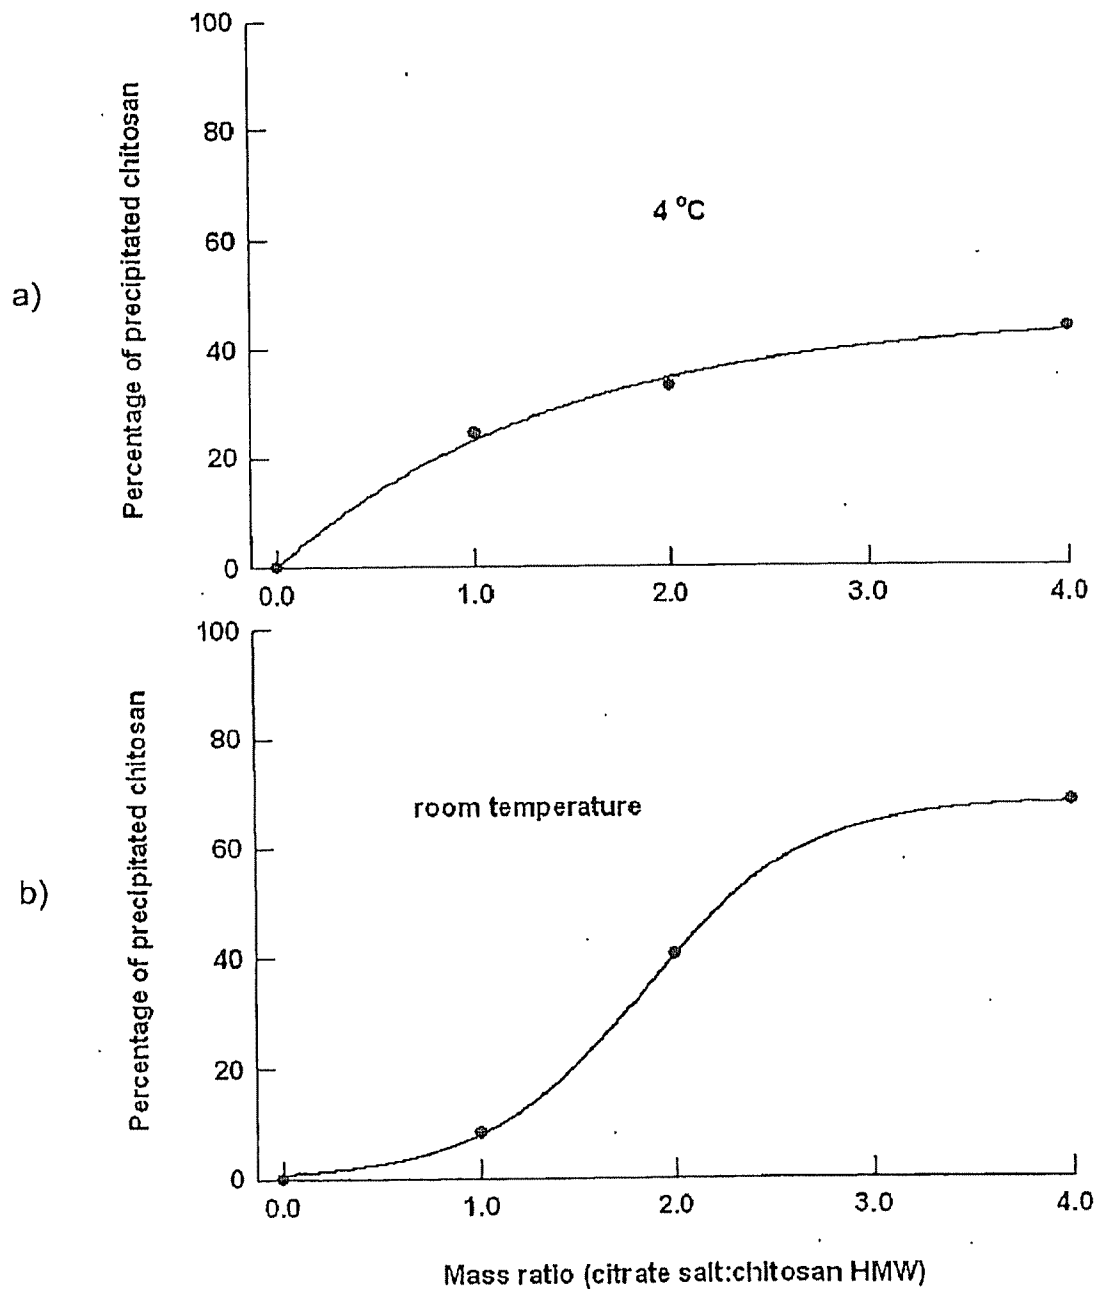 a)
Percentage of precipitated chitosan
100
80
60
40
20
0
4 °C
0.0 1.0 2.0 3.0 4.0
b)
Percentage of precipitated chitosan
100
80
60
40
20
0
room temperature
0.0 1.0 2.0 3.0 4.0
Mass ratio (citrate salt:chitosan HMW)